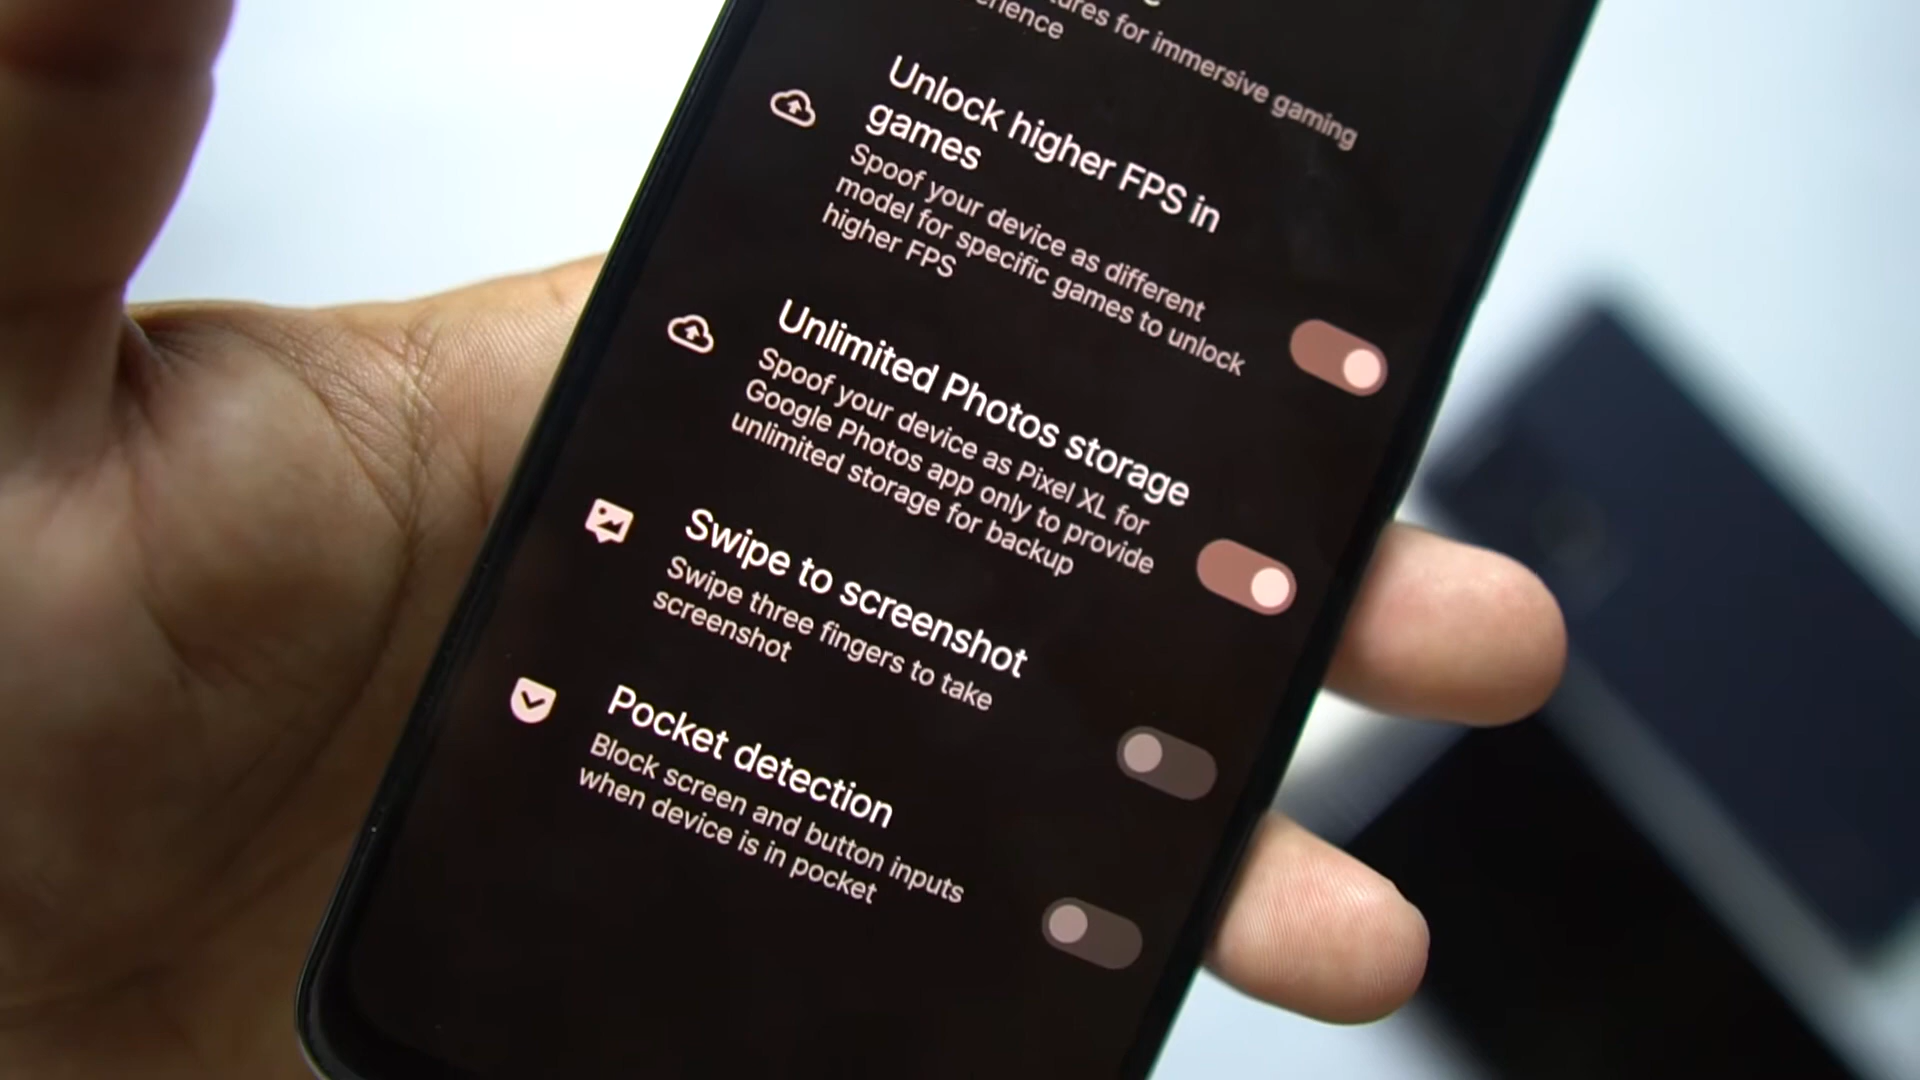 tures for immersive gaming
erience
Unlock higher FPS in
games
Spoof your device as different
model for specific games to unlock
higher FPS
Unlimited Photos storage
Spoof your device as Pixel XL for
Google Photos app only to provide
unlimited storage for backup
Swipe to screenshot
Swipe three fingers to take
screenshot
Pocket detection
Block screen and button inputs
when device is in pocket